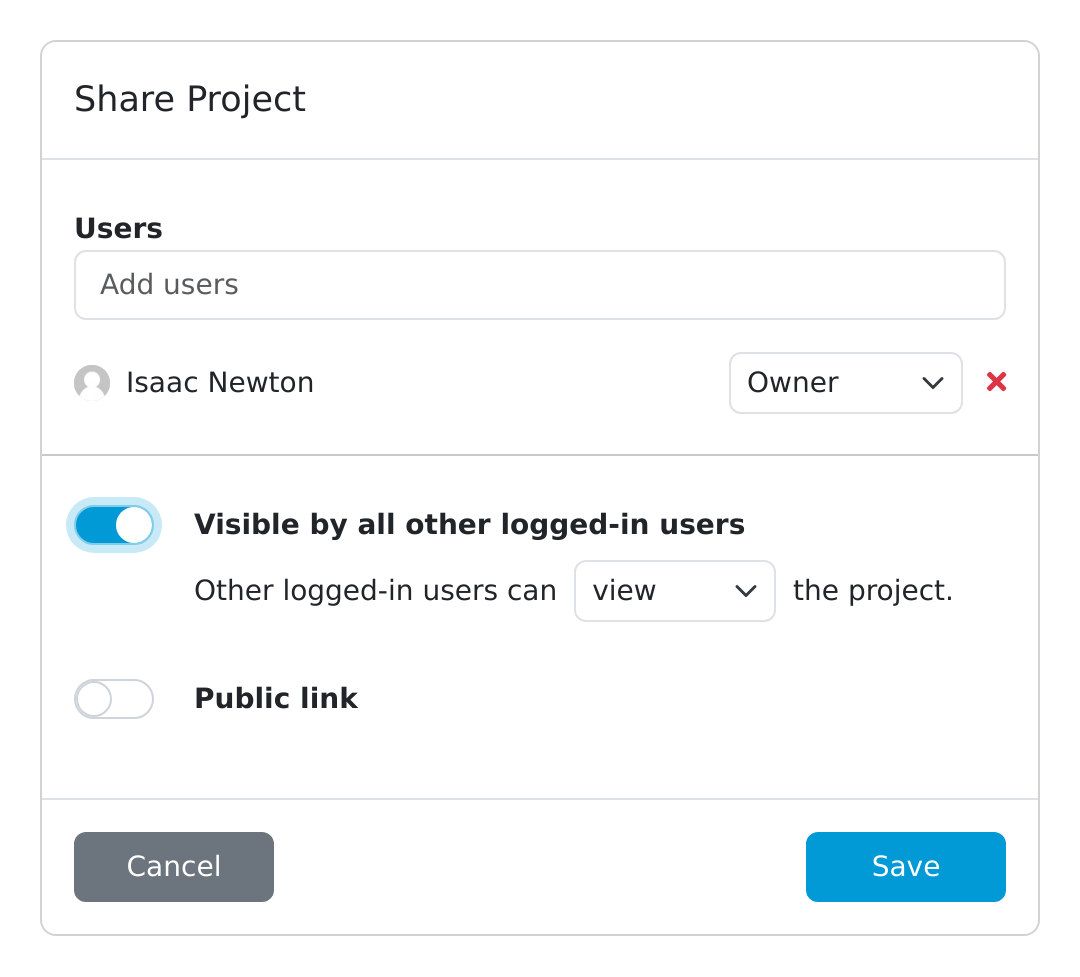 Share Project
Users
Add users
Isaac Newton Owner
Visible by all other logged-in users
Other logged-in users can view the project.
Public link
Cancel Save